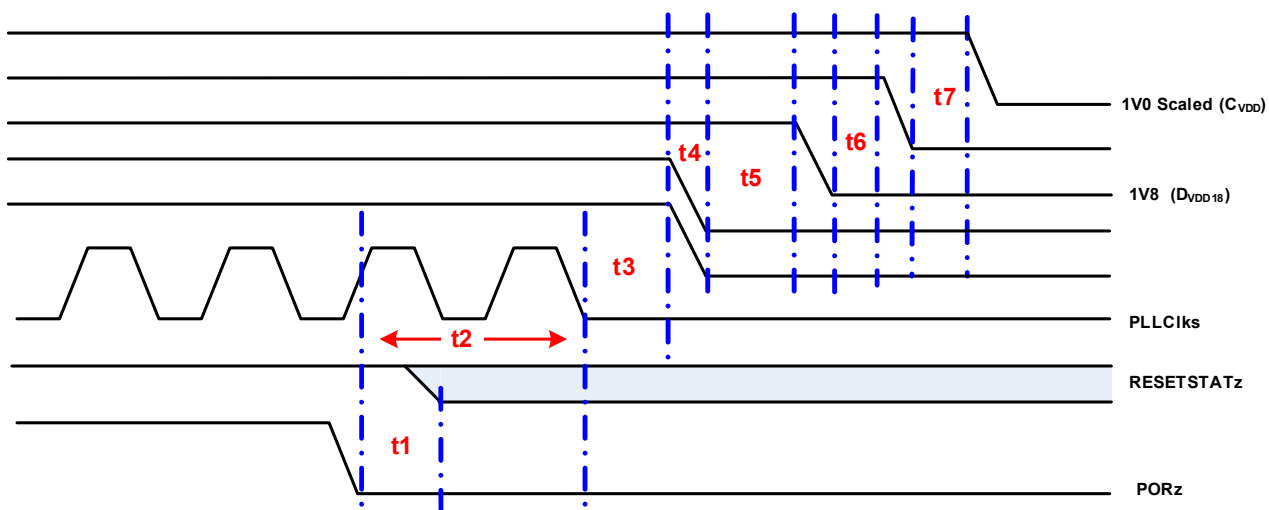 t7
1V0 Scaled (CVDD)
t6
t4
t5
1V8 (DVDD18)
t3
PLLClks
t2
RESETSTATz
t1
PORz